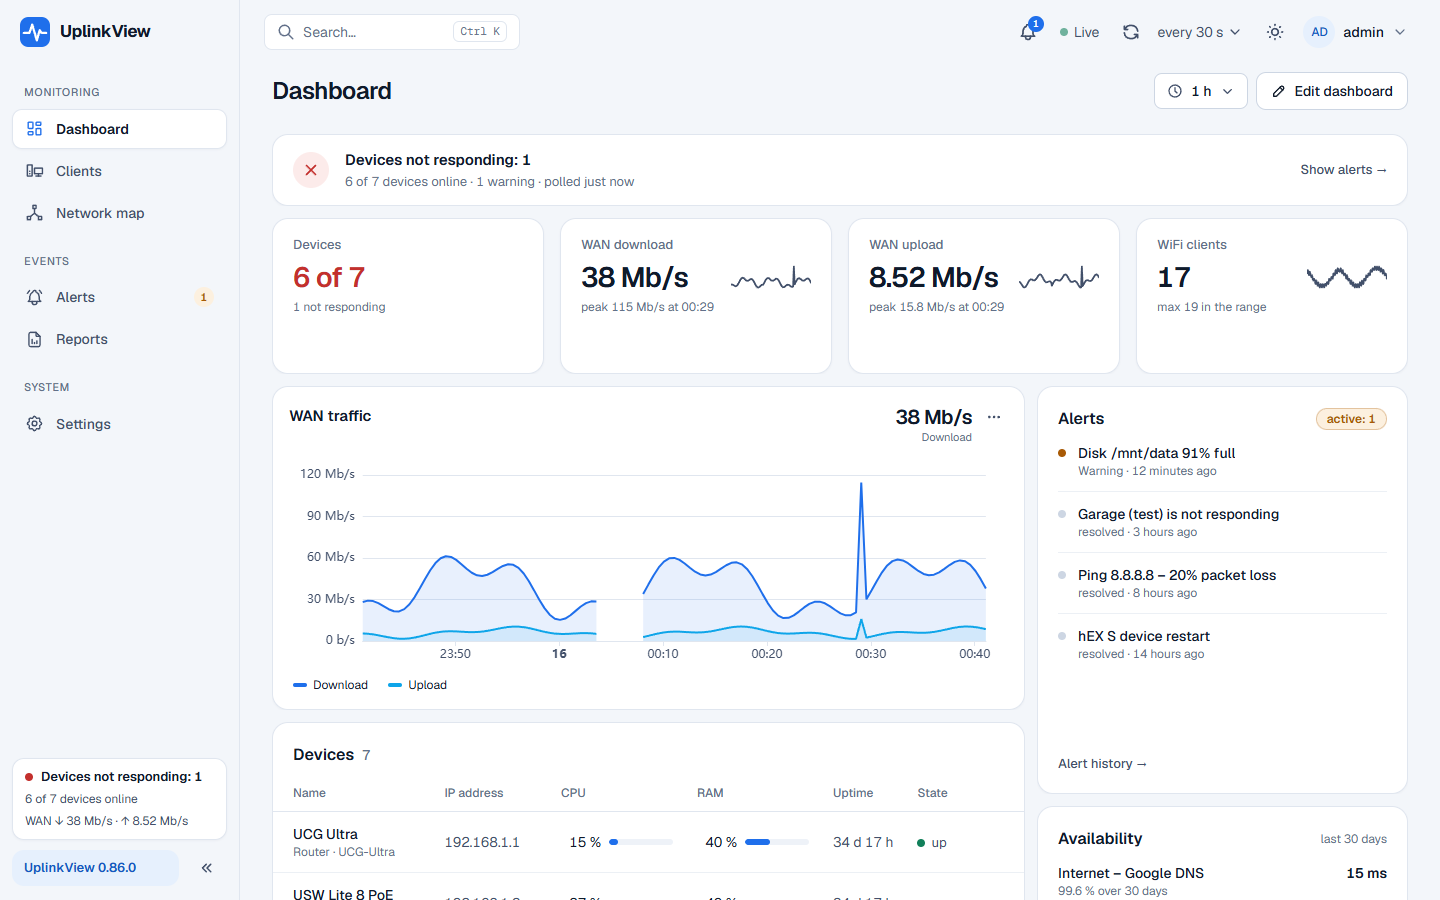 UplinkView
Search...
Ctrl K
1
Live
every 30 s
AD
admin
MONITORING
Dashboard
Clients
Network map
EVENTS
Alerts
1
Reports
SYSTEM
Settings
Devices not responding: 1
6 of 7 devices online
WAN ↓ 38 Mb/s · ↑ 8.52 Mb/s
UplinkView 0.86.0
Dashboard
1 h
Edit dashboard
Devices not responding: 1
6 of 7 devices online · 1 warning · polled just now
Show alerts →
Devices
6 of 7
1 not responding
WAN download
38 Mb/s
peak 115 Mb/s at 00:29
WAN upload
8.52 Mb/s
peak 15.8 Mb/s at 00:29
WiFi clients
17
max 19 in the range
WAN traffic
38 Mb/s
Download
120 Mb/s
90 Mb/s
60 Mb/s
30 Mb/s
0 b/s
23:50
16
00:10
00:20
00:30
00:40
Download
Upload
Alerts
active: 1
Disk /mnt/data 91% full
Warning · 12 minutes ago
Garage (test) is not responding
resolved · 3 hours ago
Ping 8.8.8.8 – 20% packet loss
resolved · 8 hours ago
hEX S device restart
resolved · 14 hours ago
Alert history →
Devices 7
Name IP address CPU RAM Uptime State
UCG Ultra
Router · UCG-Ultra
192.168.1.1
15 %
40 %
34 d 17 h
up
USW Lite 8 PoE
Availability
last 30 days
Internet – Google DNS
15 ms
99.6 % over 30 days